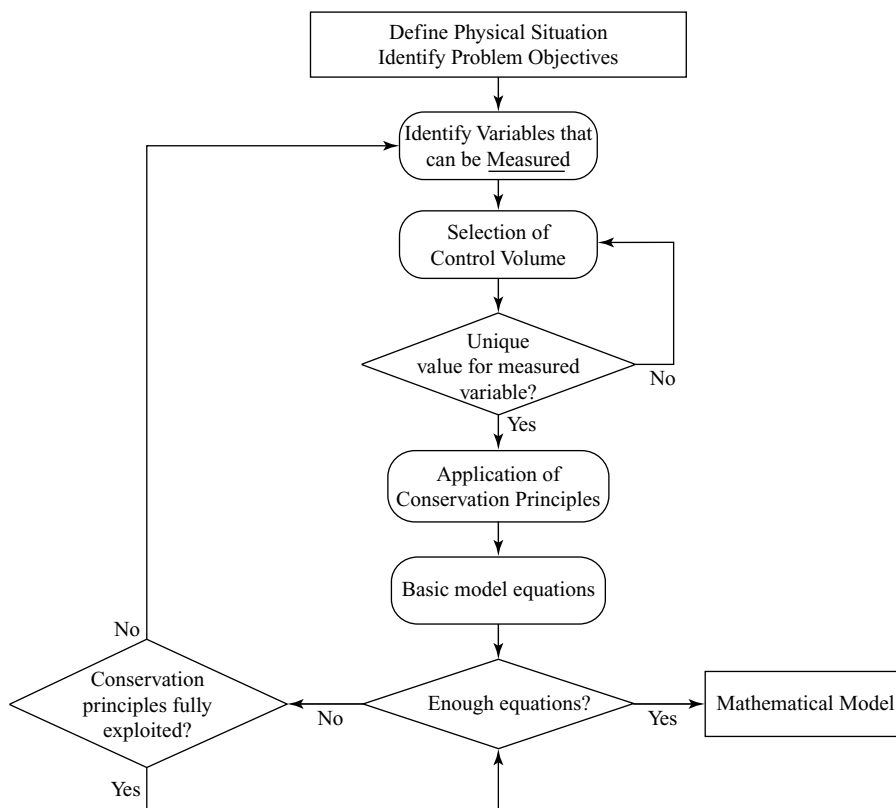 Define Physical Situation
Identify Problem Objectives
Identify Variables that
can be Measured
Selection of
Control Volume
Unique
value for measured
variable?
No
Yes
Application of
Conservation Principles
Basic model equations
No
Conservation
principles fully
exploited?
Enough equations?
Mathematical Model
No
Yes
Yes